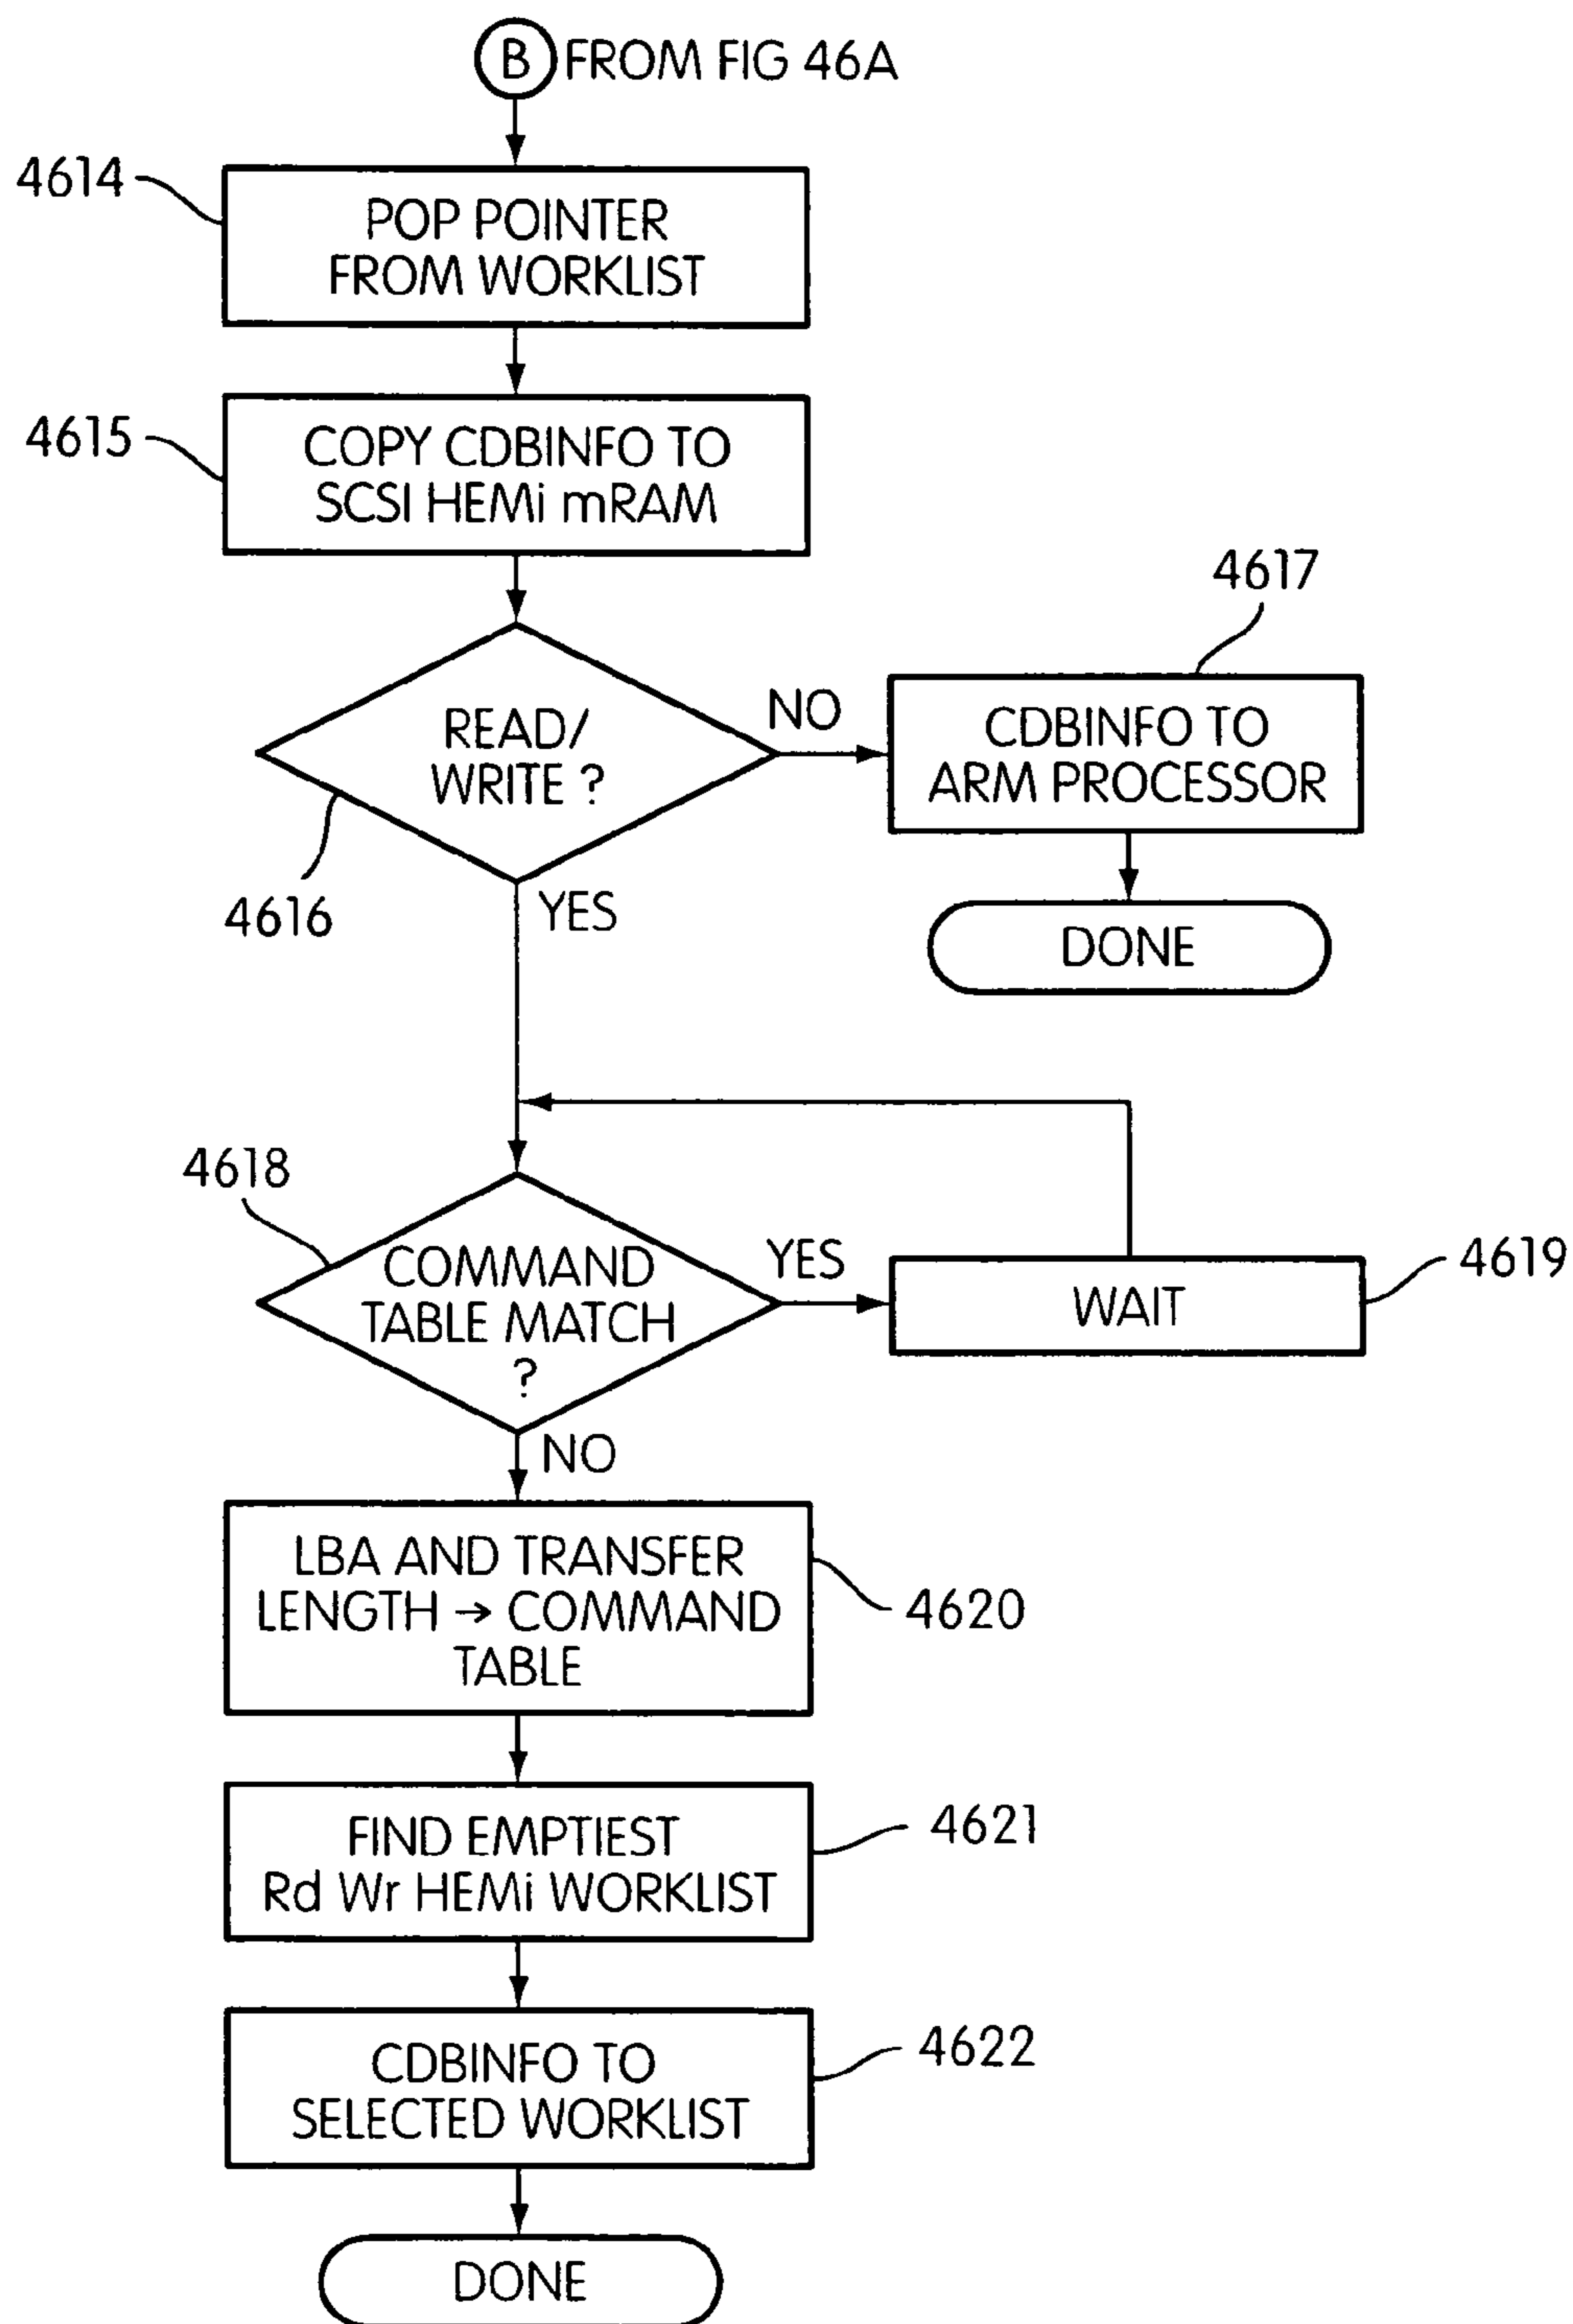 B FROM FIG 46A
4614
POP POINTER
FROM WORKLIST
4615
COPY CDBINFO TO
SCSI HEMi mRAM
4617
READ/
WRITE ?
NO
CDBINFO TO
ARM PROCESSOR
4616
YES
DONE
4618
COMMAND
TABLE MATCH
?
YES
WAIT
4619
NO
LBA AND TRANSFER
LENGTH → COMMAND
TABLE
4620
FIND EMPTIEST
Rd Wr HEMi WORKLIST
4621
CDBINFO TO
SELECTED WORKLIST
4622
DONE